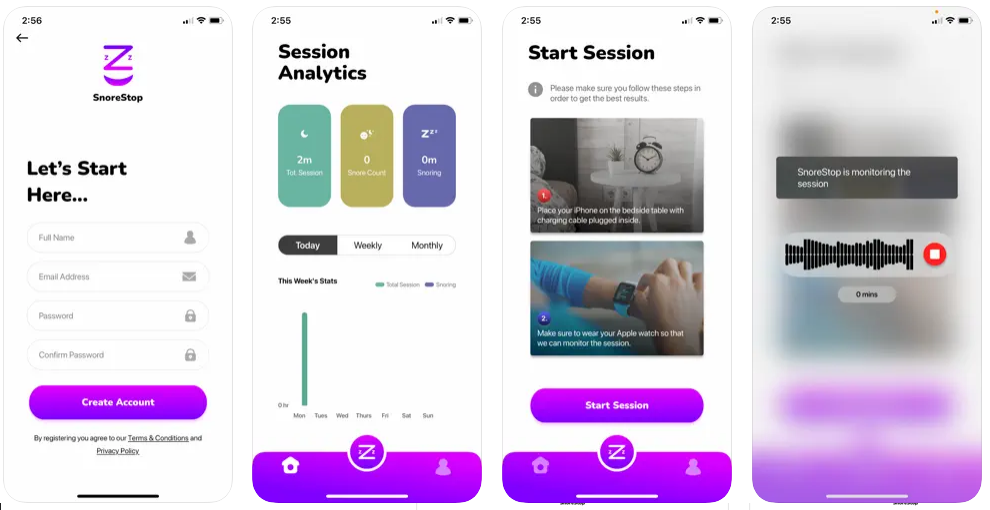 2:56
Z
z z
SnoreStop
Let's Start
Here...
Full Name
Email Address
Password
Confirm Password
Create Account
By registering you agree to our Terms & Conditions and
Privacy Policy
2:55
Session
Analytics
2m
Tot. Session
0
Snore Count
zzz
0m
Snoring
Today
Weekly
Monthly
This Week's Stats
Total Session
Snoring
0 hr
Mon Tues Wed Thurs Fri Sat Sun
z Z z
2:55
Start Session
Please make sure you follow these steps in
order to get the best results.
1.
Place your iPhone on the bedside table with
charging cable plugged inside.
2.
Make sure to wear your Apple watch so that
we can monitor the session.
Start Session
z Z z
2:55
SnoreStop is monitoring the
session
0 mins
SnoreStop
SnoreStop